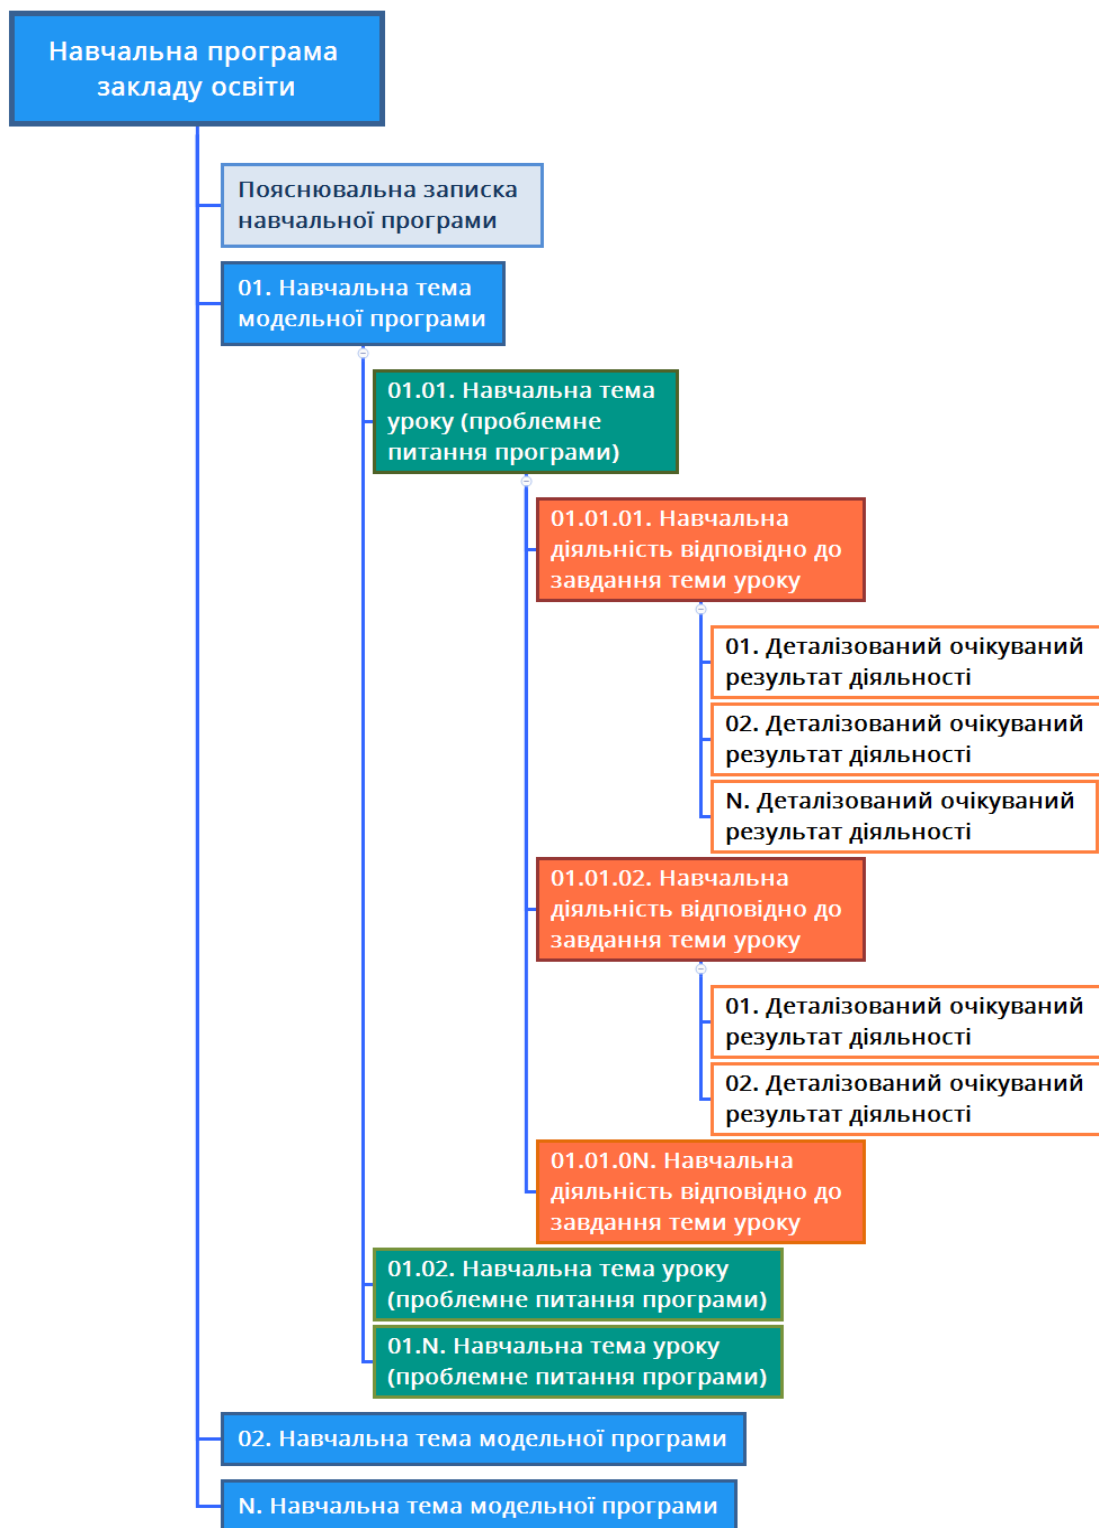 Навчальна програма
закладу освіти
Пояснювальна записка
навчальної програми
01. Навчальна тема
модельної програми
01.01. Навчальна тема
уроку (проблемне
питання програми)
01.01.01. Навчальна
діяльність відповідно до
завдання теми уроку
01. Деталізований очікуваний
результат діяльності
02. Деталізований очікуваний
результат діяльності
N. Деталізований очікуваний
результат діяльності
01.01.02. Навчальна
діяльність відповідно до
завдання теми уроку
01. Деталізований очікуваний
результат діяльності
02. Деталізований очікуваний
результат діяльності
01.01.0N. Навчальна
діяльність відповідно до
завдання теми уроку
01.02. Навчальна тема уроку
(проблемне питання програми)
01.N. Навчальна тема уроку
(проблемне питання програми)
02. Навчальна тема модельної програми
N. Навчальна тема модельної програми